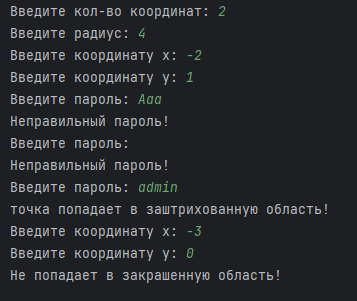 Введите кол-во координат: 2
Введите радиус: 4
Введите координату x: -2
Введите координату y: 1
Введите пароль: Aaa
Неправильный пароль!
Введите пароль:
Неправильный пароль!
Введите пароль: admin
точка попадает в заштрихованную область!
Введите координату x: -3
Введите координату y: 0
Не попадает в закрашенную область!